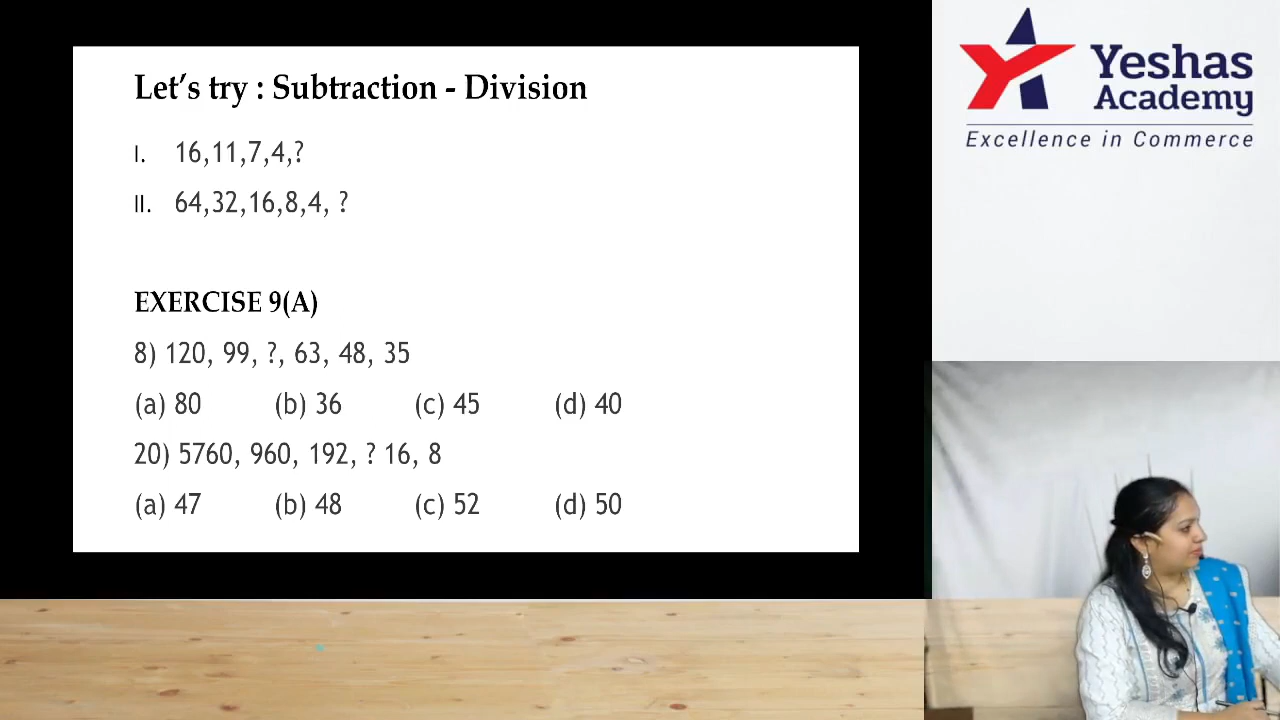 Let's try : Subtraction - Division
I. 16,11,7,4,?
II. 64,32,16,8,4, ?
EXERCISE 9(A)
8) 120, 99, ?, 63, 48, 35
(a) 80 (b) 36 (c) 45 (d) 40
20) 5760, 960, 192, ? 16, 8
(a) 47 (b) 48 (c) 52 (d) 50
Yeshas
Academy
Excellence in Commerce